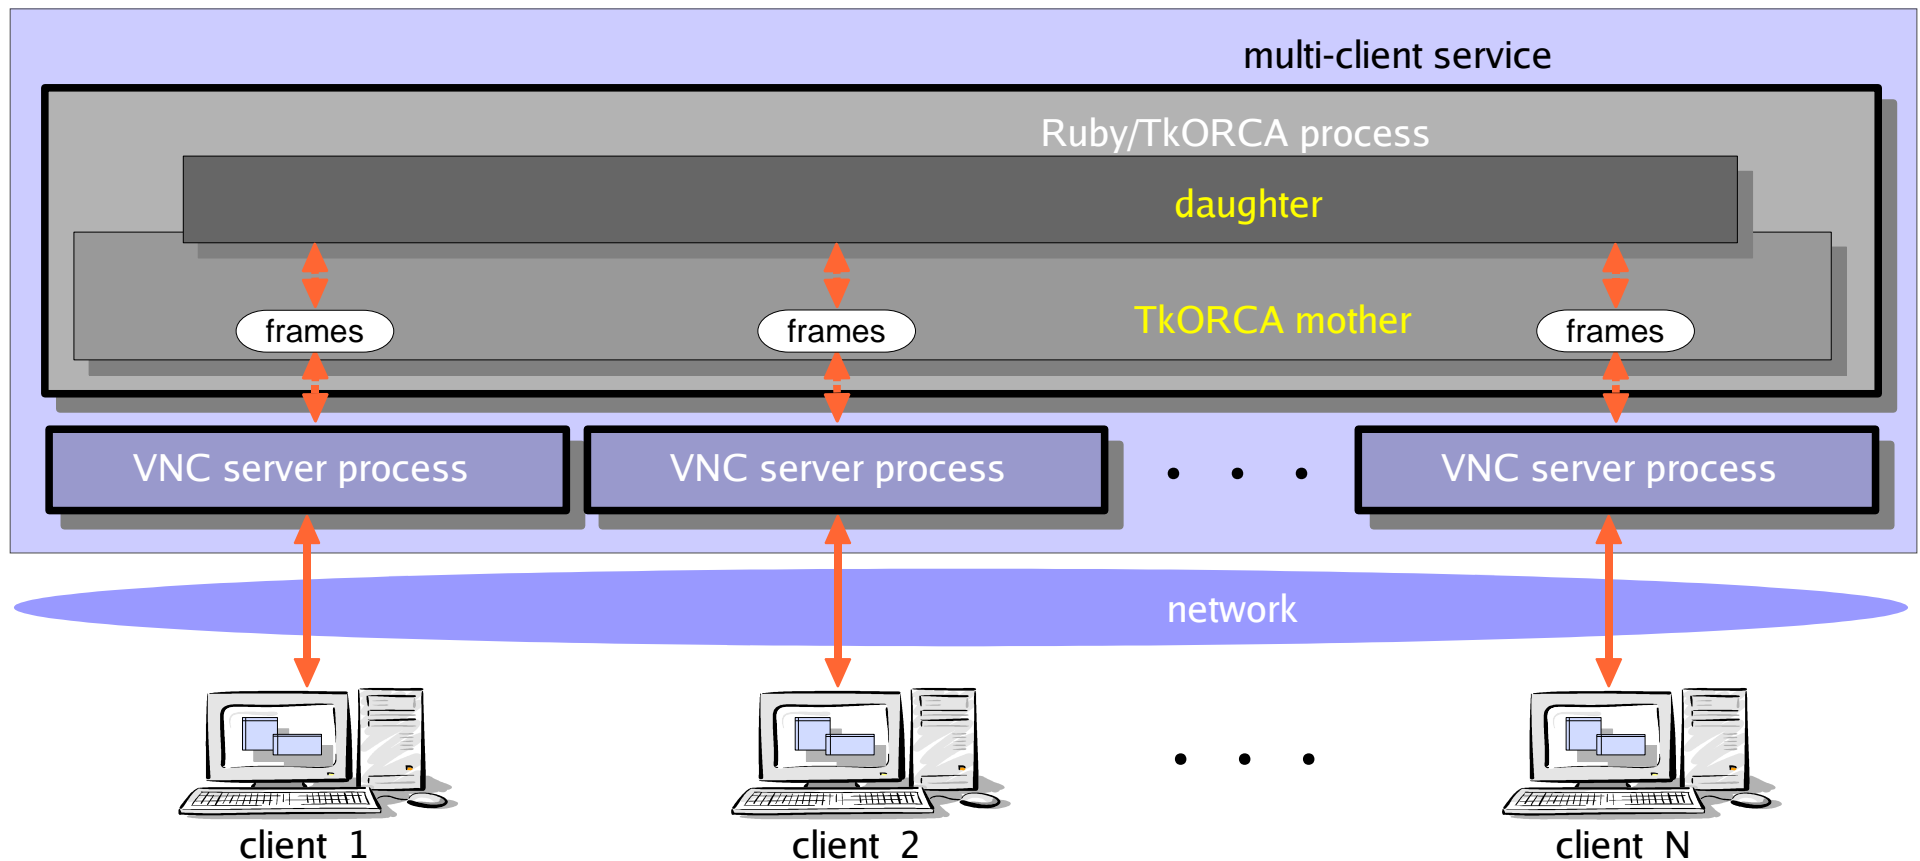 multi-client service
Ruby/TkORCA process
daughter
TkORCA mother
frames
frames
frames
VNC server process
VNC server process
. . .
VNC server process
network
. . .
client 1
client 2
client N